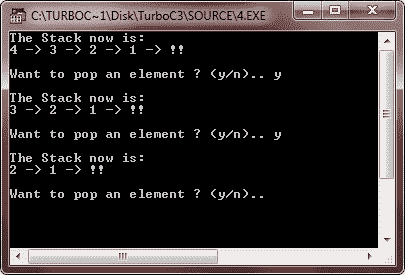 C:\TURBOC~1\Disk\TurboC3\SOURCE\4.EXE
The Stack now is:
4 -> 3 -> 2 -> 1 -> !!
Want to pop an element ? (y/n).. y
The Stack now is:
3 -> 2 -> 1 -> !!
Want to pop an element ? (y/n).. y
The Stack now is:
2 -> 1 -> !!
Want to pop an element ? (y/n)..